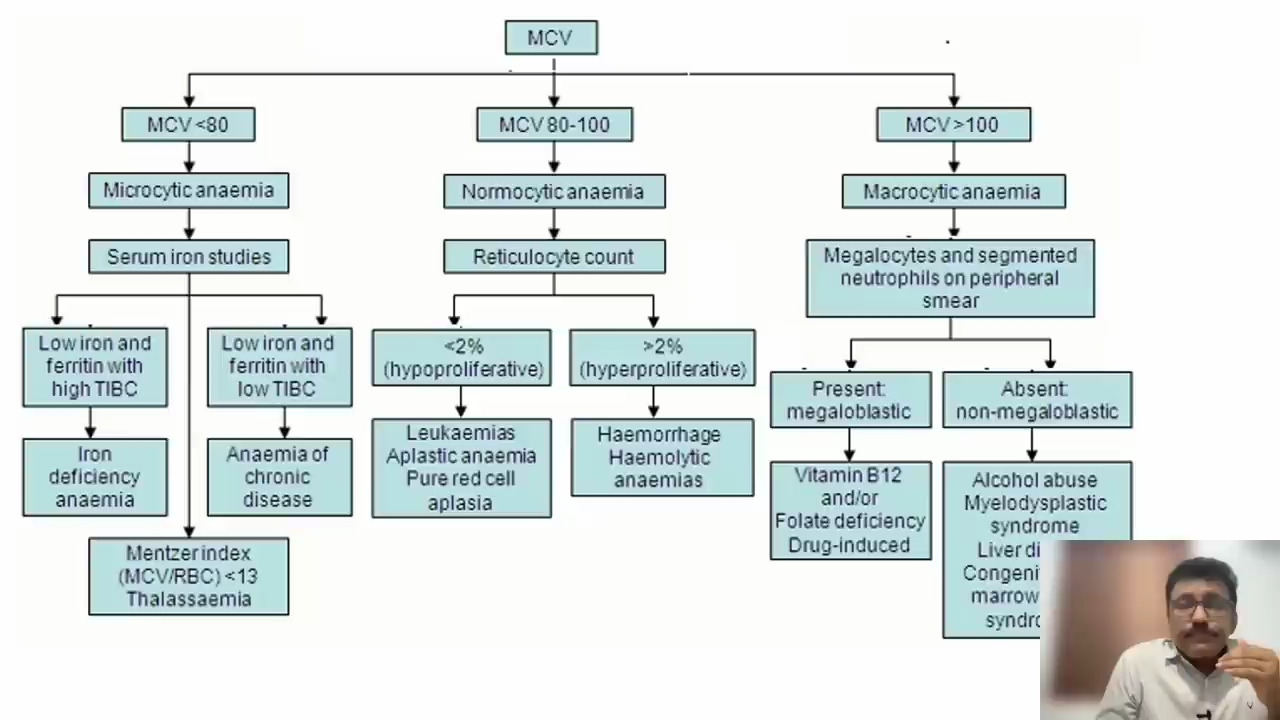 MCV
MCV <80
MCV 80-100
MCV >100
Microcytic anaemia
Normocytic anaemia
Macrocytic anaemia
Serum iron studies
Reticulocyte count
Megalocytes and segmented
neutrophils on peripheral
smear
Low iron and
ferritin with
high TIBC
Low iron and
ferritin with
low TIBC
<2%
(hypoproliferative)
>2%
(hyperproliferative)
Present:
megaloblastic
Absent:
non-megaloblastic
Iron
deficiency
anaemia
Anaemia of
chronic
disease
Leukaemias
Aplastic anaemia
Pure red cell
aplasia
Haemorrhage
Haemolytic
anaemias
Vitamin B12
and/or
Folate deficiency
Drug-induced
Alcohol abuse
Myelodysplastic
syndrome
Liver
marrow
Mentzer index
(MCV/RBC) <13
Thalassaemia